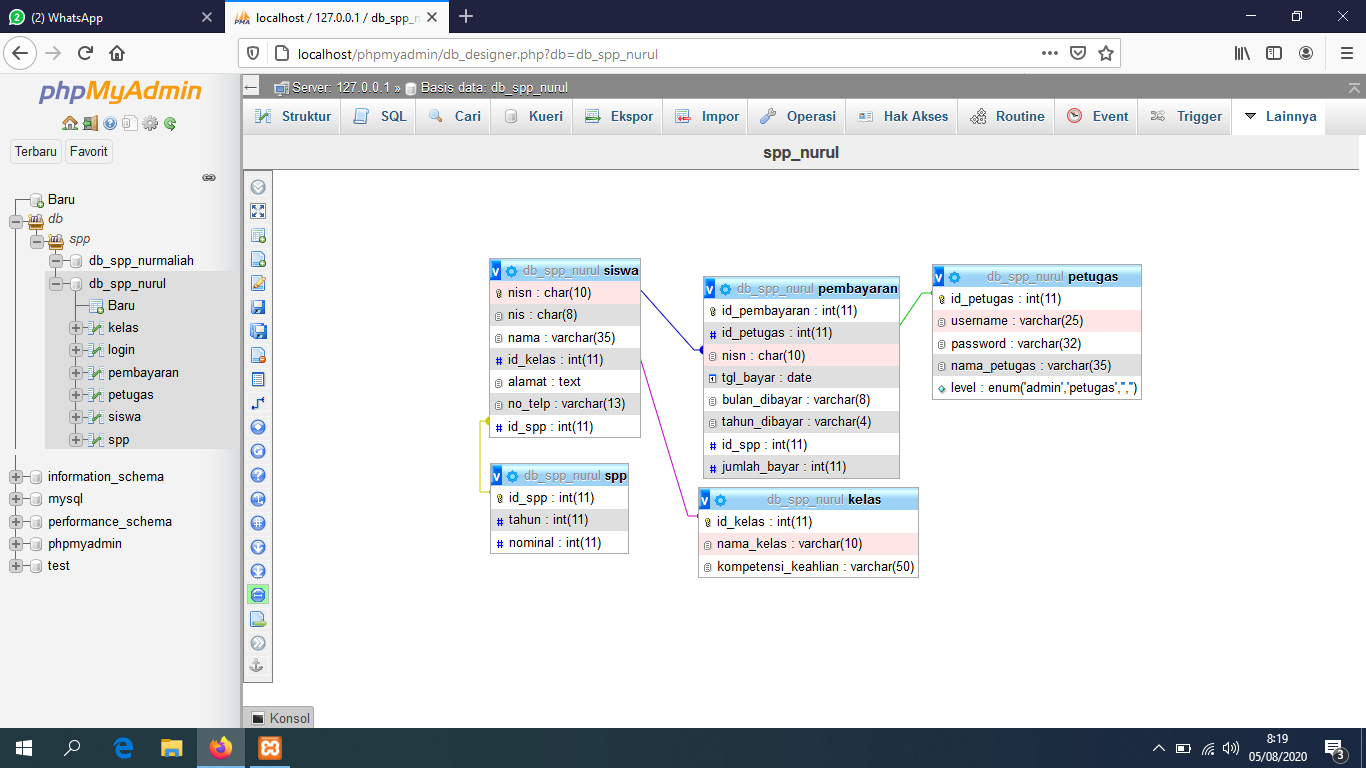 (2) WhatsApp
localhost / 127.0.0.1 / db_spp_n
localhost/phpmyadmin/db_designer.php?db=db_spp_nurul
phpMyAdmin
Terbaru Favorit
Baru
db
spp
db_spp_nurmaliah
db_spp_nurul
Baru
kelas
login
pembayaran
petugas
siswa
spp
information_schema
mysql
performance_schema
phpmyadmin
test
Server: 127.0.0.1 » Basis data: db_spp_nurul
Struktur SQL Cari Kueri Ekspor Impor Operasi Hak Akses Routine Event Trigger Lainnya
spp_nurul
v db_spp_nurul siswa
nisn : char(10)
nis : char(8)
nama : varchar(35)
# id_kelas : int(11)
alamat : text
no_telp : varchar(13)
# id_spp : int(11)
v db_spp_nurul spp
id_spp : int(11)
# tahun : int(11)
# nominal : int(11)
v db_spp_nurul pembayaran
id_pembayaran : int(11)
# id_petugas : int(11)
nisn : char(10)
tgl_bayar : date
bulan_dibayar : varchar(8)
tahun_dibayar : varchar(4)
# id_spp : int(11)
# jumlah_bayar : int(11)
v db_spp_nurul kelas
id_kelas : int(11)
nama_kelas : varchar(10)
kompetensi_keahlian : varchar(50)
v db_spp_nurul petugas
id_petugas : int(11)
username : varchar(25)
password : varchar(32)
nama_petugas : varchar(35)
level : enum('admin','petugas','','')
Konsol
8:19
05/08/2020
3